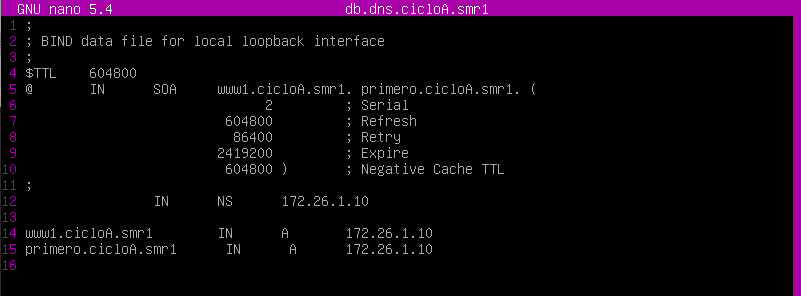 GNU nano 5.4 db.dns.cicloA.smr1
1 ;
2 ; BIND data file for local loopback interface
3 ;
4 $TTL 604800
5 @ IN SOA www1.cicloA.smr1. primero.cicloA.smr1. (
6 2 ; Serial
7 604800 ; Refresh
8 86400 ; Retry
9 2419200 ; Expire
10 604800 ) ; Negative Cache TTL
11 ;
12 IN NS 172.26.1.10
13
14 www1.cicloA.smr1 IN A 172.26.1.10
15 primero.cicloA.smr1 IN A 172.26.1.10
16